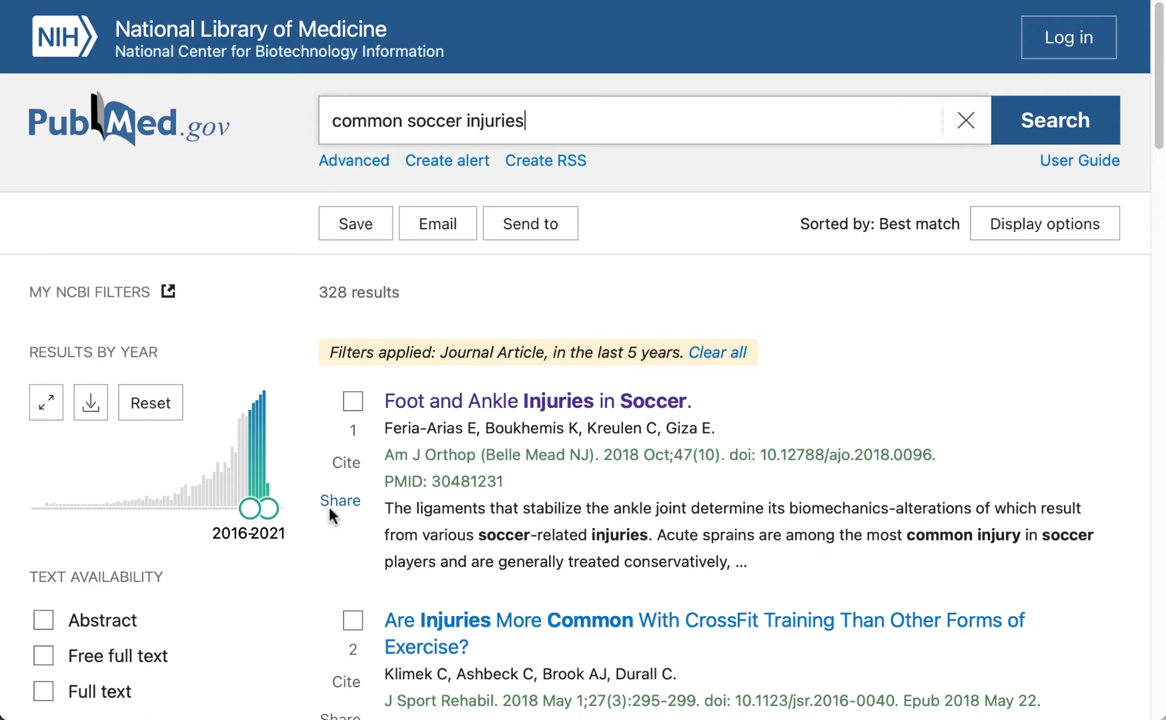 NIH
National Library of Medicine
National Center for Biotechnology Information
Log in
PubMed.gov
common soccer injuries
Search
Advanced
Create alert
Create RSS
User Guide
Save
Email
Send to
Sorted by: Best match
Display options
MY NCBI FILTERS
328 results
RESULTS BY YEAR
Filters applied: Journal Article, in the last 5 years. Clear all
Reset
2016-2021
TEXT AVAILABILITY
Abstract
Free full text
Full text
Foot and Ankle Injuries in Soccer.
1
Feria-Arias E, Boukhemis K, Kreulen C, Giza E.
Cite
Am J Orthop (Belle Mead NJ). 2018 Oct;47(10). doi: 10.12788/ajo.2018.0096.
PMID: 30481231
Share
The ligaments that stabilize the ankle joint determine its biomechanics-alterations of which result
from various soccer-related injuries. Acute sprains are among the most common injury in soccer
players and are generally treated conservatively, ...
Are Injuries More Common With CrossFit Training Than Other Forms of
Exercise?
2
Klimek C, Ashbeck C, Brook AJ, Durall C.
Cite
J Sport Rehabil. 2018 May 1;27(3):295-299. doi: 10.1123/jsr.2016-0040. Epub 2018 May 22.
Share